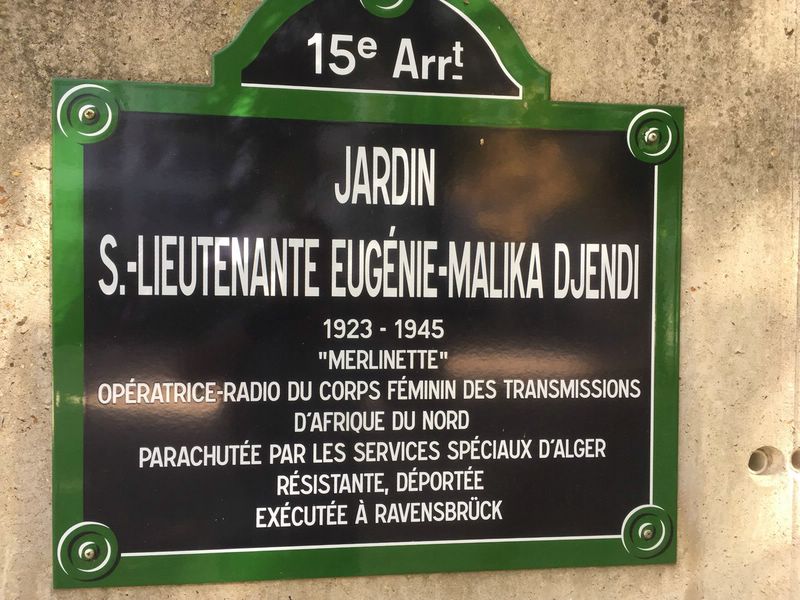 15e Arrt
JARDIN
S.-LIEUTENANTE EUGÉNIE-MALIKA DJENDI
1923 - 1945
"MERLINETTE"
OPÉRATRICE-RADIO DU CORPS FÉMININ DES TRANSMISSIONS
D'AFRIQUE DU NORD
PARACHUTÉE PAR LES SERVICES SPÉCIAUX D'ALGER
RÉSISTANTE, DÉPORTÉE
EXÉCUTÉE À RAVENSBRÜCK